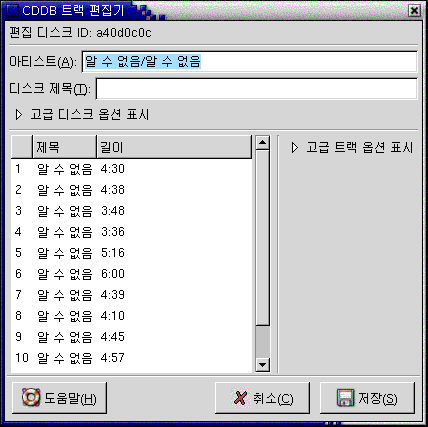 CDDB 트랙 편집기
편집 디스크 ID: a40d0c0c
아티스트(A): 알 수 없음/알 수 없음
디스크 제목(T):
▷ 고급 디스크 옵션 표시
제목 길이
▷ 고급 트랙 옵션 표시
1 알 수 없음 4:30
2 알 수 없음 4:38
3 알 수 없음 3:48
4 알 수 없음 3:36
5 알 수 없음 5:16
6 알 수 없음 6:00
7 알 수 없음 4:39
8 알 수 없음 4:10
9 알 수 없음 4:45
10 알 수 없음 4:57
도움말(H) 취소(C) 저장(S)